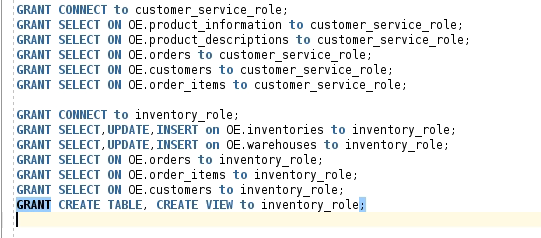 GRANT CONNECT to customer_service_role;
GRANT SELECT ON OE.product_information to customer_service_role;
GRANT SELECT ON OE.product_descriptions to customer_service_role;
GRANT SELECT ON OE.orders to customer_service_role;
GRANT SELECT ON OE.customers to customer_service_role;
GRANT SELECT ON OE.order_items to customer_service_role;
GRANT CONNECT to inventory_role;
GRANT SELECT,UPDATE,INSERT on OE.inventories to inventory_role;
GRANT SELECT,UPDATE,INSERT on OE.warehouses to inventory_role;
GRANT SELECT ON OE.orders to inventory_role;
GRANT SELECT ON OE.order_items to inventory_role;
GRANT SELECT ON OE.customers to inventory_role;
GRANT CREATE TABLE, CREATE VIEW to inventory_role;